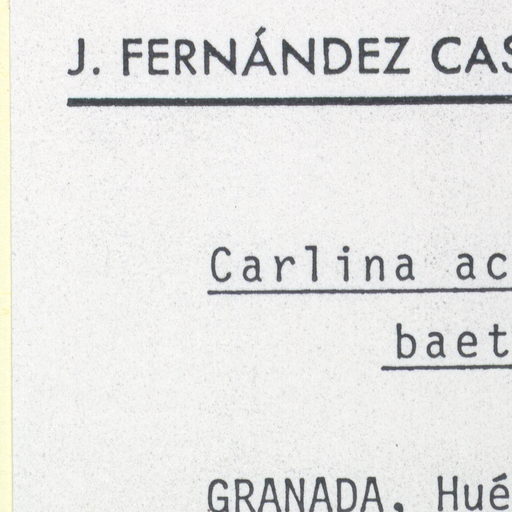 J. FERNÁNDEZ CAS
Carlina ac
baet
GRANADA, Hué